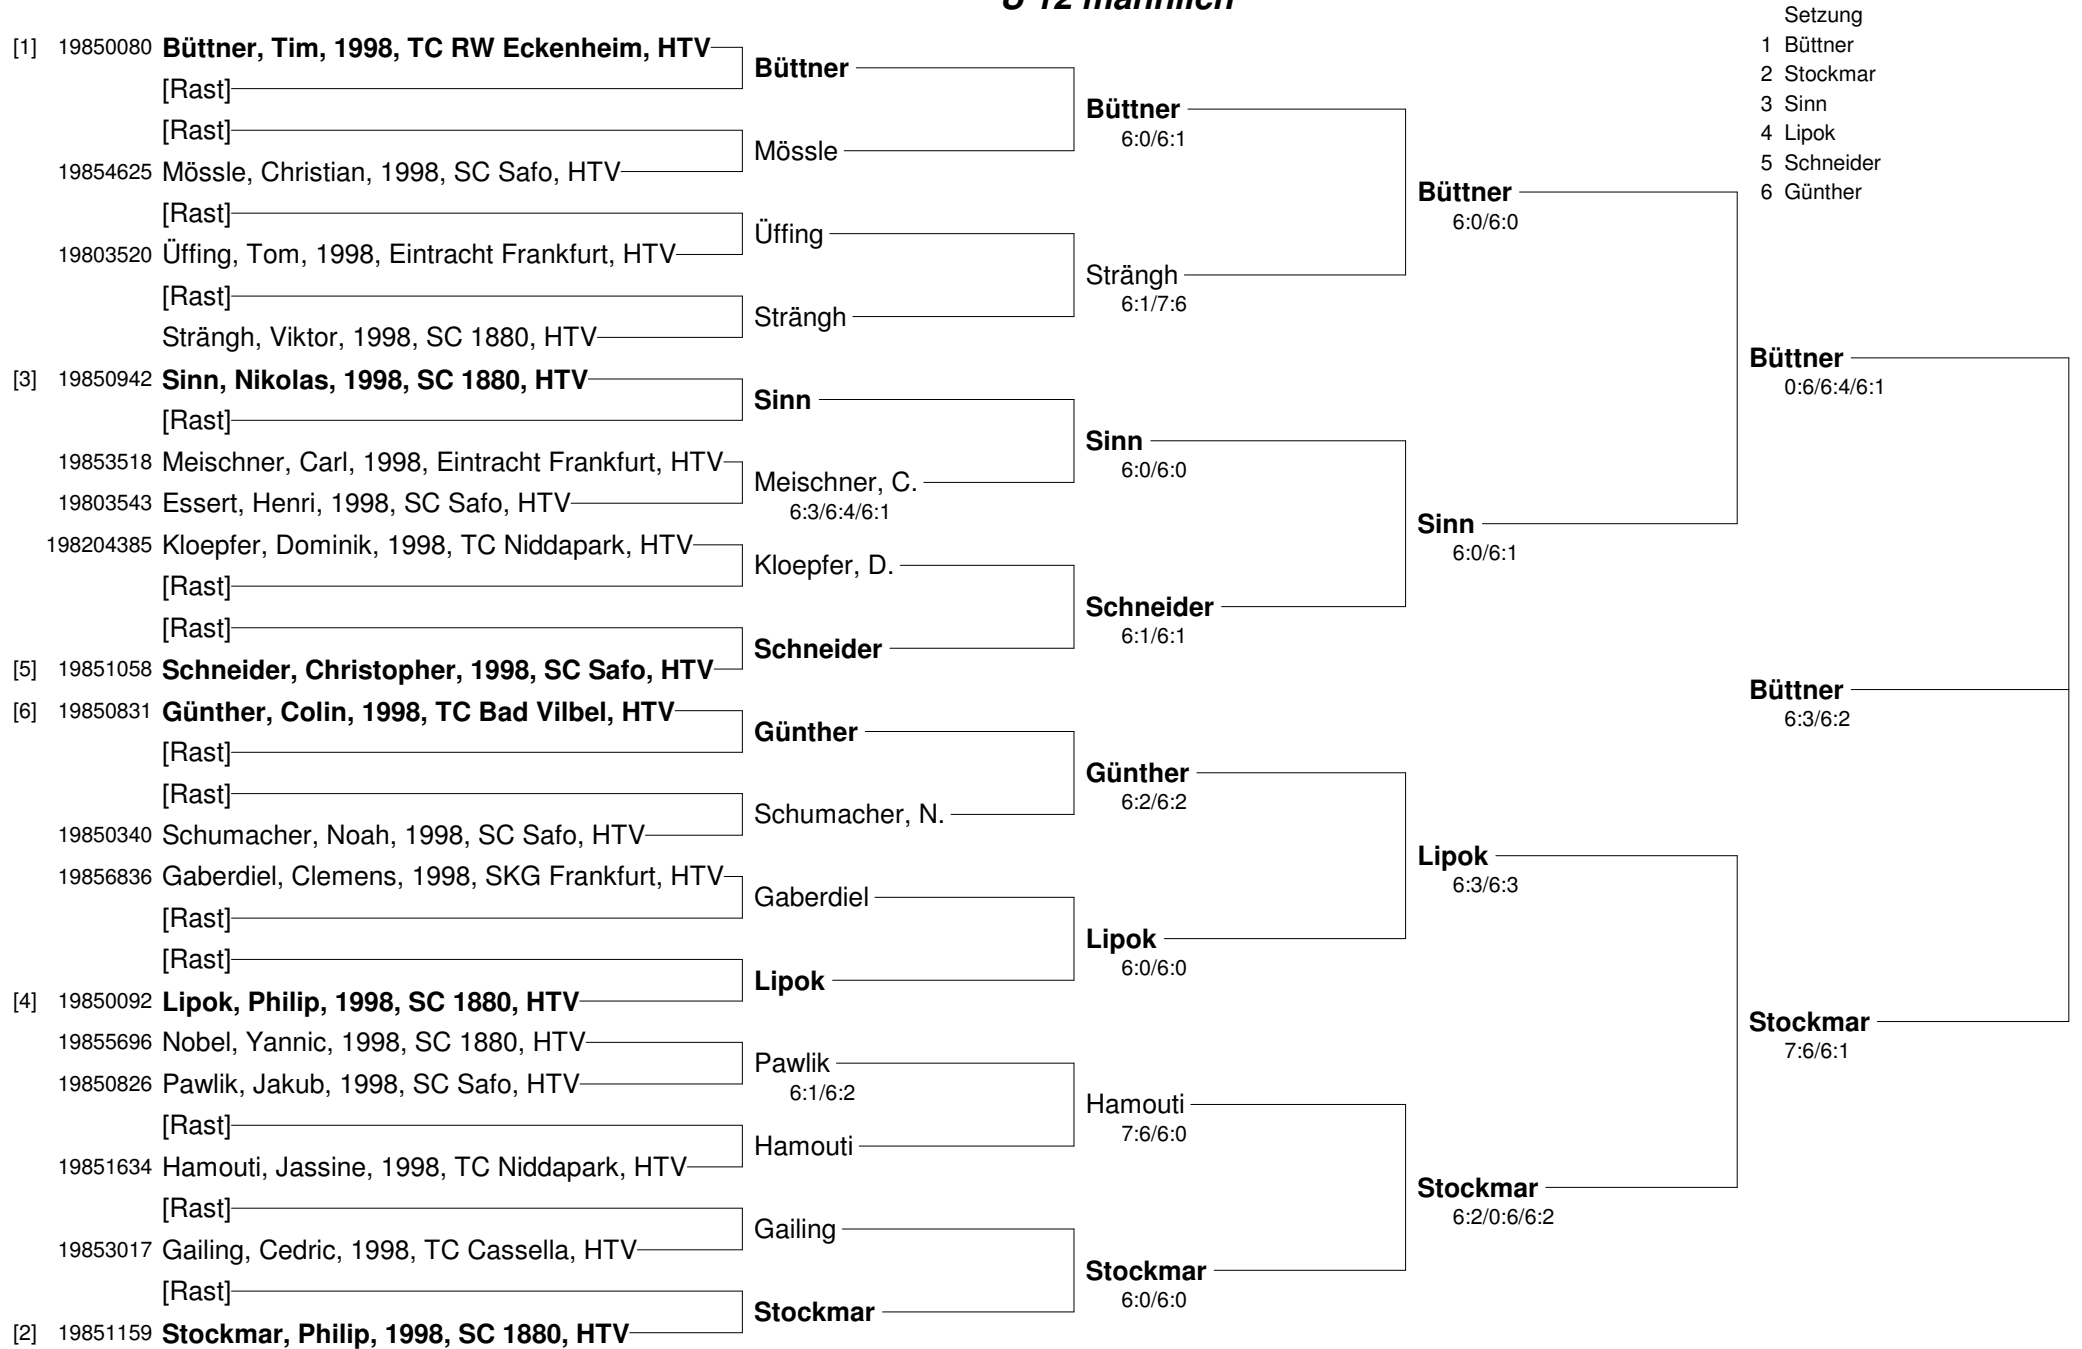 U 12 männlich
Setzung
1 Büttner
2 Stockmar
3 Sinn
4 Lipok
5 Schneider
6 Günther
[1] 19850080 Büttner, Tim, 1998, TC RW Eckenheim, HTV
[Rast]
[Rast]
19854625 Mössle, Christian, 1998, SC Safo, HTV
[Rast]
19803520 Üffing, Tom, 1998, Eintracht Frankfurt, HTV
[Rast]
Strängh, Viktor, 1998, SC 1880, HTV
[3] 19850942 Sinn, Nikolas, 1998, SC 1880, HTV
[Rast]
19853518 Meischner, Carl, 1998, Eintracht Frankfurt, HTV
19803543 Essert, Henri, 1998, SC Safo, HTV
198204385 Kloepfer, Dominik, 1998, TC Niddapark, HTV
[Rast]
[Rast]
[5] 19851058 Schneider, Christopher, 1998, SC Safo, HTV
[6] 19850831 Günther, Colin, 1998, TC Bad Vilbel, HTV
[Rast]
[Rast]
19850340 Schumacher, Noah, 1998, SC Safo, HTV
19856836 Gaberdiel, Clemens, 1998, SKG Frankfurt, HTV
[Rast]
[Rast]
[4] 19850092 Lipok, Philip, 1998, SC 1880, HTV
19855696 Nobel, Yannic, 1998, SC 1880, HTV
19850826 Pawlik, Jakub, 1998, SC Safo, HTV
[Rast]
19851634 Hamouti, Jassine, 1998, TC Niddapark, HTV
[Rast]
19853017 Gailing, Cedric, 1998, TC Cassella, HTV
[Rast]
[2] 19851159 Stockmar, Philip, 1998, SC 1880, HTV
Büttner
Mössle
Üffing
Strängh
Sinn
Meischner, C.
6:3/6:4/6:1
Kloepfer, D.
Schneider
Günther
Schumacher, N.
Gaberdiel
Lipok
Pawlik
6:1/6:2
Hamouti
Gailing
Stockmar
Büttner
6:0/6:1
Strängh
6:1/7:6
Sinn
6:0/6:0
Schneider
6:1/6:1
Günther
6:2/6:2
Lipok
6:0/6:0
Hamouti
7:6/6:0
Stockmar
6:0/6:0
Büttner
6:0/6:0
Sinn
6:0/6:1
Lipok
6:3/6:3
Stockmar
6:2/0:6/6:2
Büttner
0:6/6:4/6:1
Büttner
6:3/6:2
Stockmar
7:6/6:1